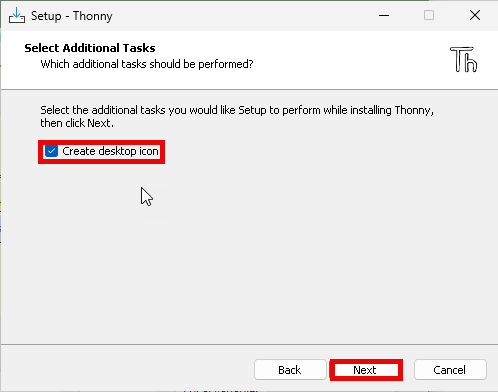 Setup - Thonny
Select Additional Tasks
Which additional tasks should be performed?
Th
Select the additional tasks you would like Setup to perform while installing Thonny,
then click Next.
Create desktop icon
Back
Next
Cancel